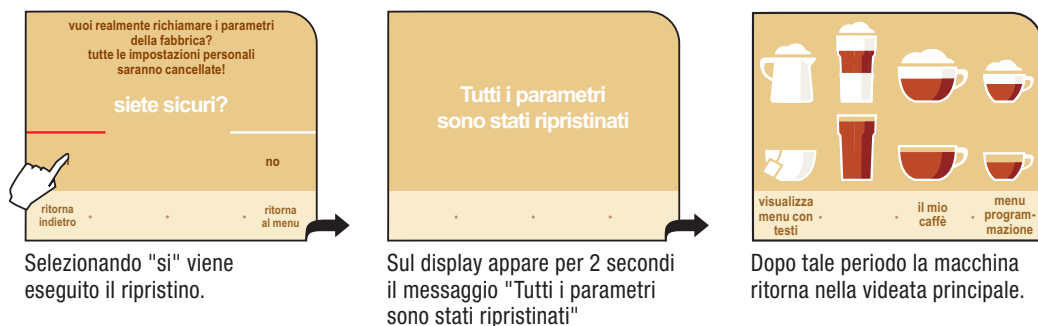 vuoi realmente richiamare i parametri
della fabbrica?
tutte le impostazioni personali
saranno cancellate!
siete sicuri?
no
ritorna
indietro
ritorna
al menu
Selezionando "si" viene
eseguito il ripristino.
Tutti i parametri
sono stati ripristinati
Sul display appare per 2 secondi
il messaggio "Tutti i parametri
sono stati ripristinati"
visualizza
menu con
testi
il mio
caffè
menu
program-
mazione
Dopo tale periodo la macchina
ritorna nella videata principale.